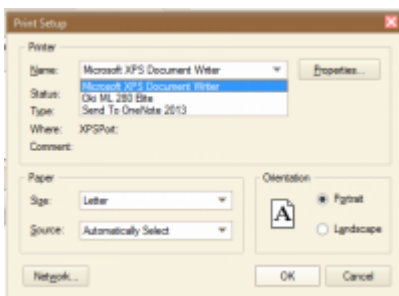 Print Setup
Printer
Name: Microsoft XPS Document Writer Properties...
Microsoft XPS Document Writer
Status: Oki ML 280 Elite
Type: Send To OneNote 2013
Where: XPSPort:
Comment:
Paper
Size: Letter
Source: Automatically Select
Orientation
A
Portrait
Landscape
Network...
OK
Cancel